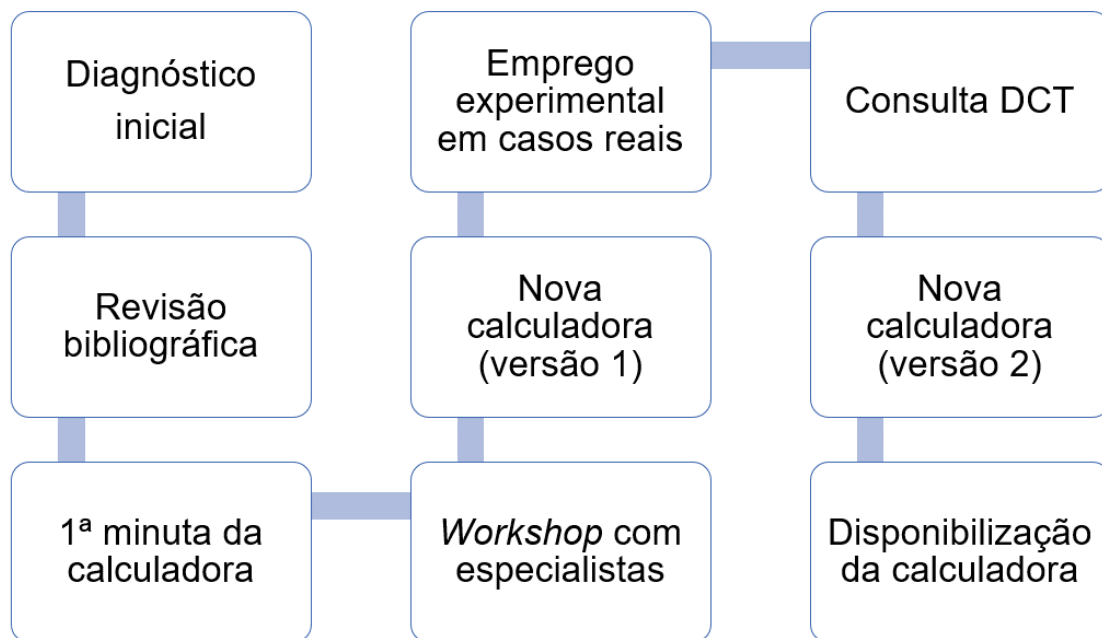 Diagnóstico
inicial
Revisão
bibliográfica
1ª minuta da
calculadora
Workshop com
especialistas
Nova
calculadora
(versão 1)
Emprego
experimental
em casos reais
Consulta DCT
Nova
calculadora
(versão 2)
Disponibilização
da calculadora